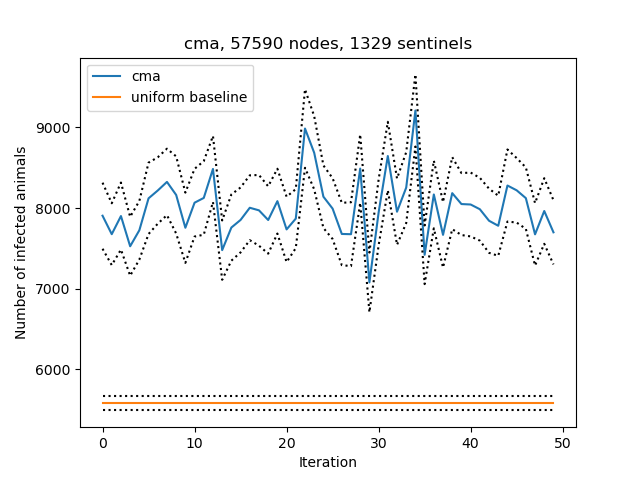 cma, 57590 nodes, 1329 sentinels
cma
uniform baseline
Number of infected animals
9000
8000
7000
6000
0 10 20 30 40 50
Iteration